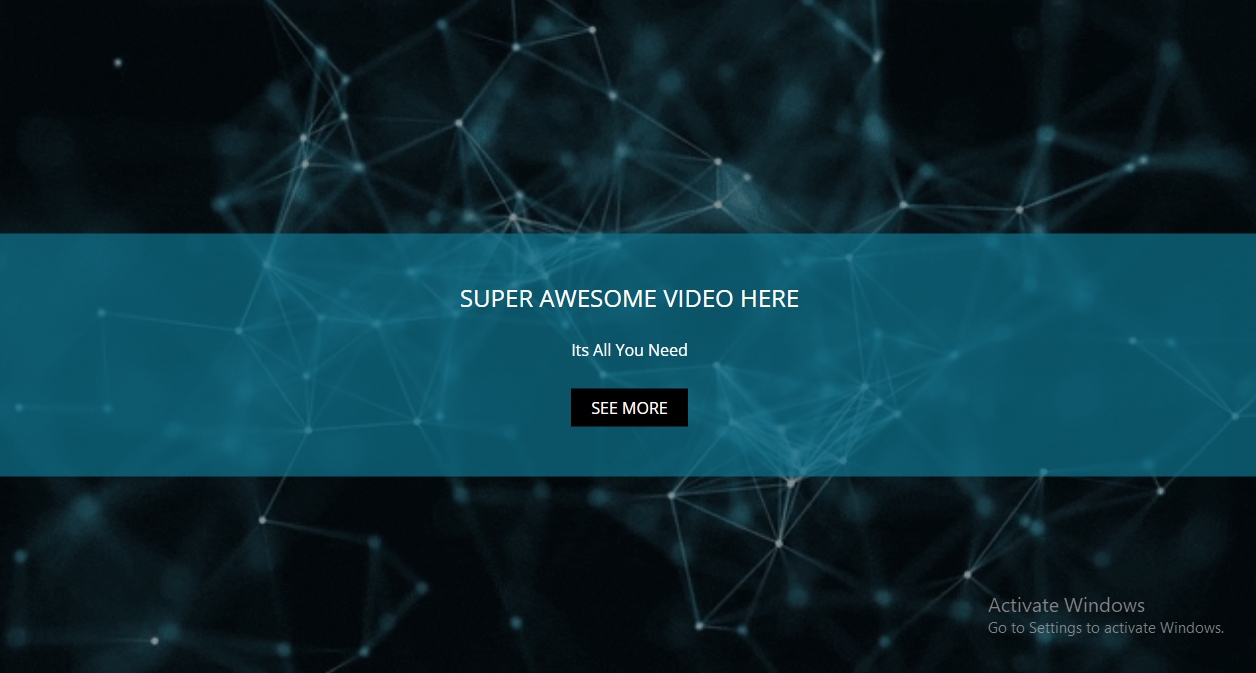 SUPER AWESOME VIDEO HERE
Its All You Need
SEE MORE
Activate Windows
Go to Settings to activate Windows.